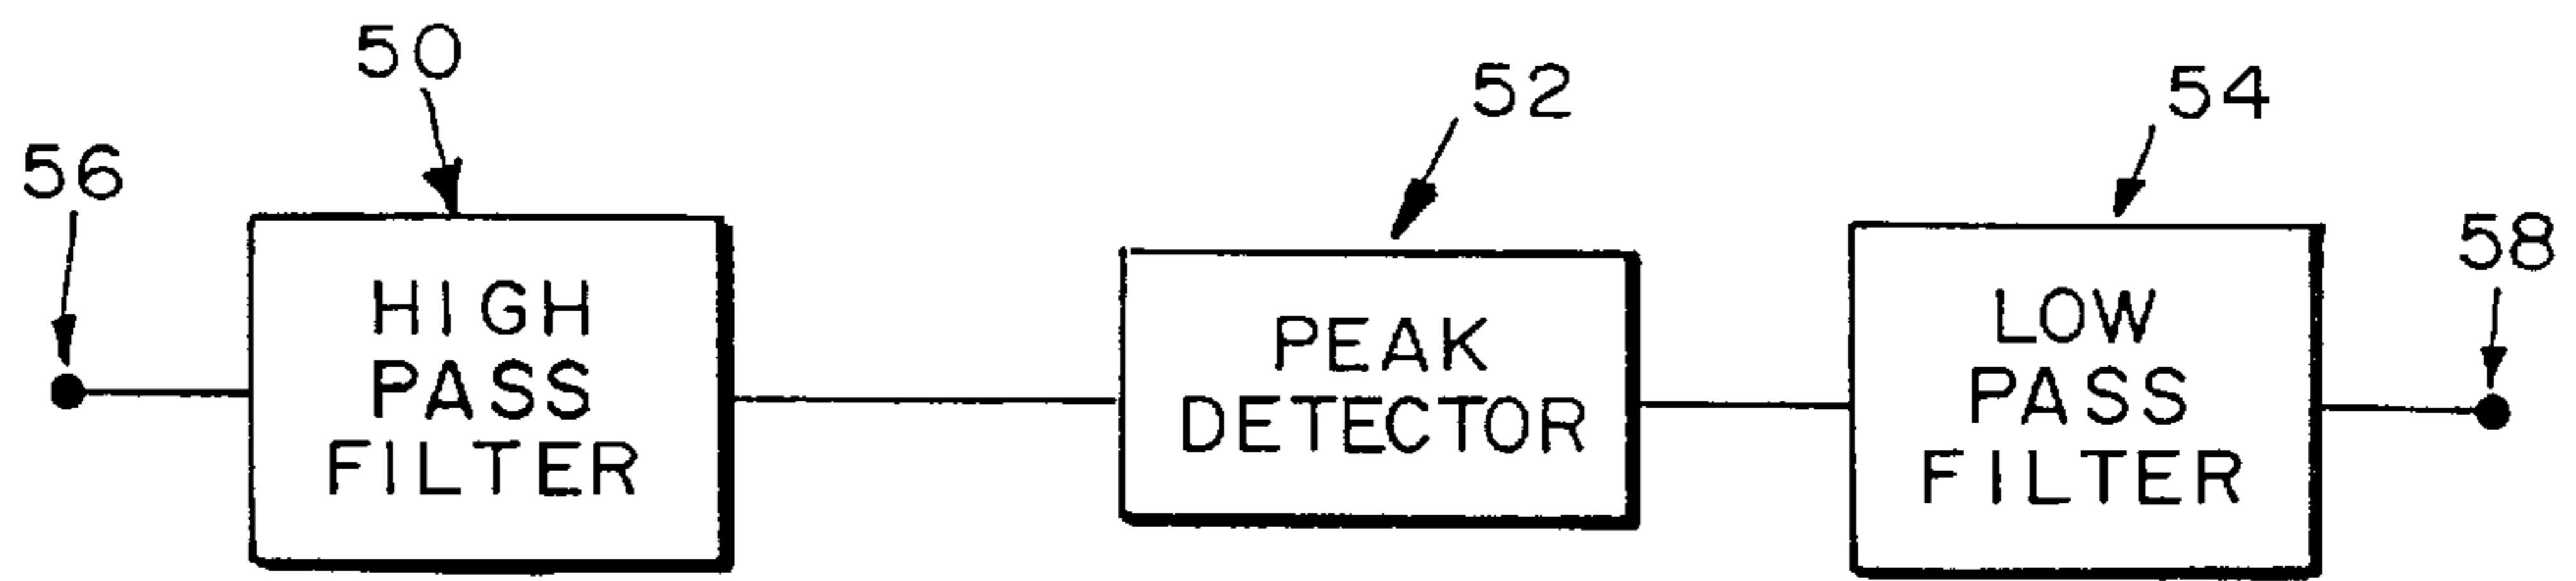 50
52
54
56
58
HIGH
PASS
FILTER
PEAK
DETECTOR
LOW
PASS
FILTER